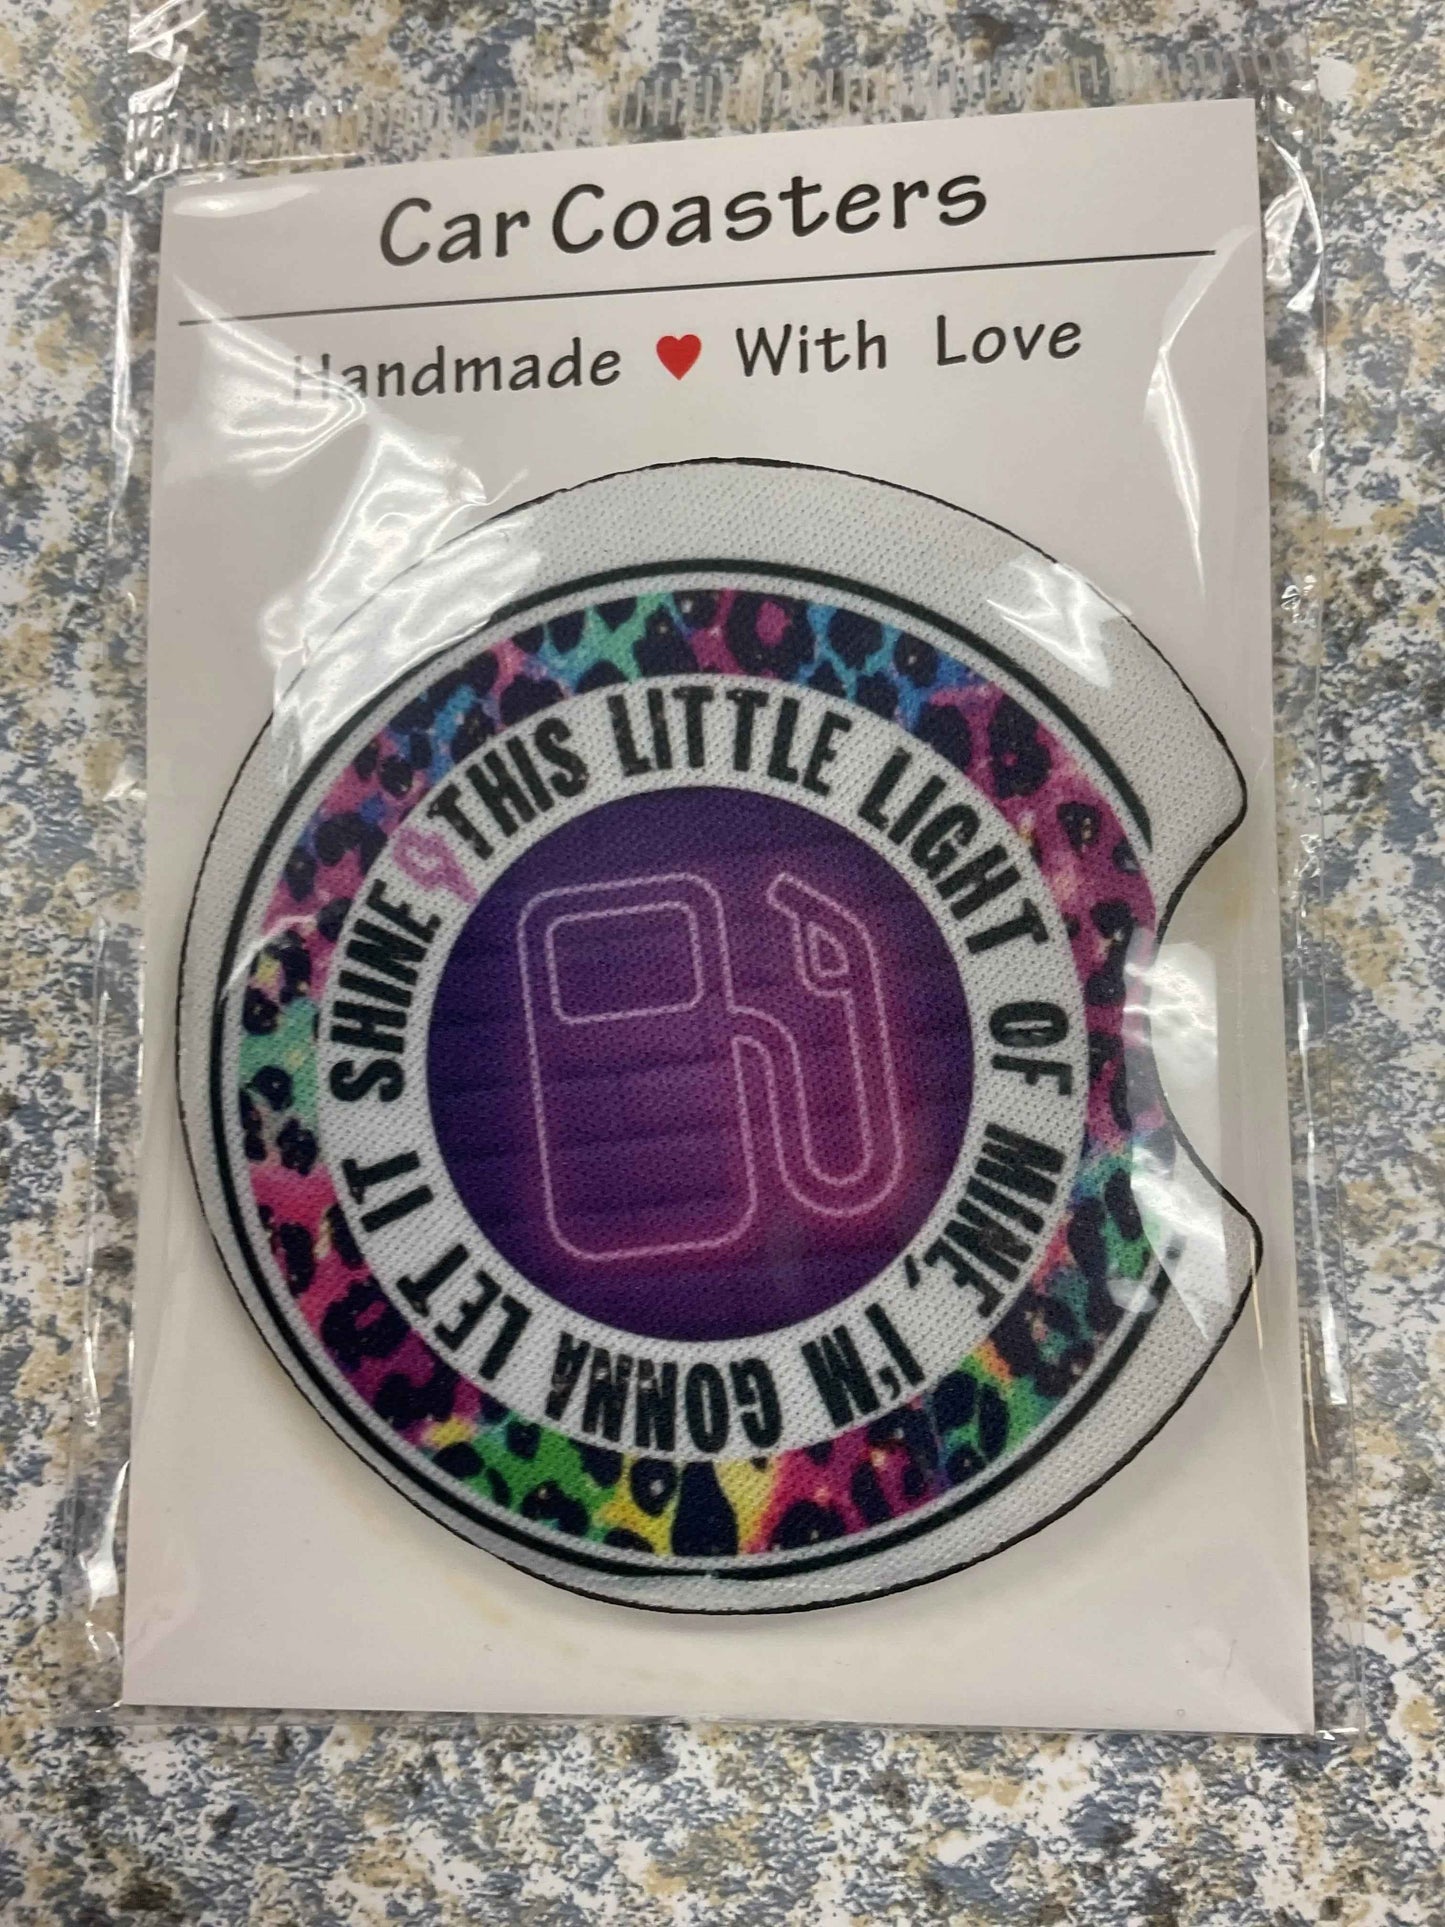 Car Coasters
Handmade ❤ With Love
THIS LITTLE LIGHT OF MINE, I'M GONNA LET IT SHINE